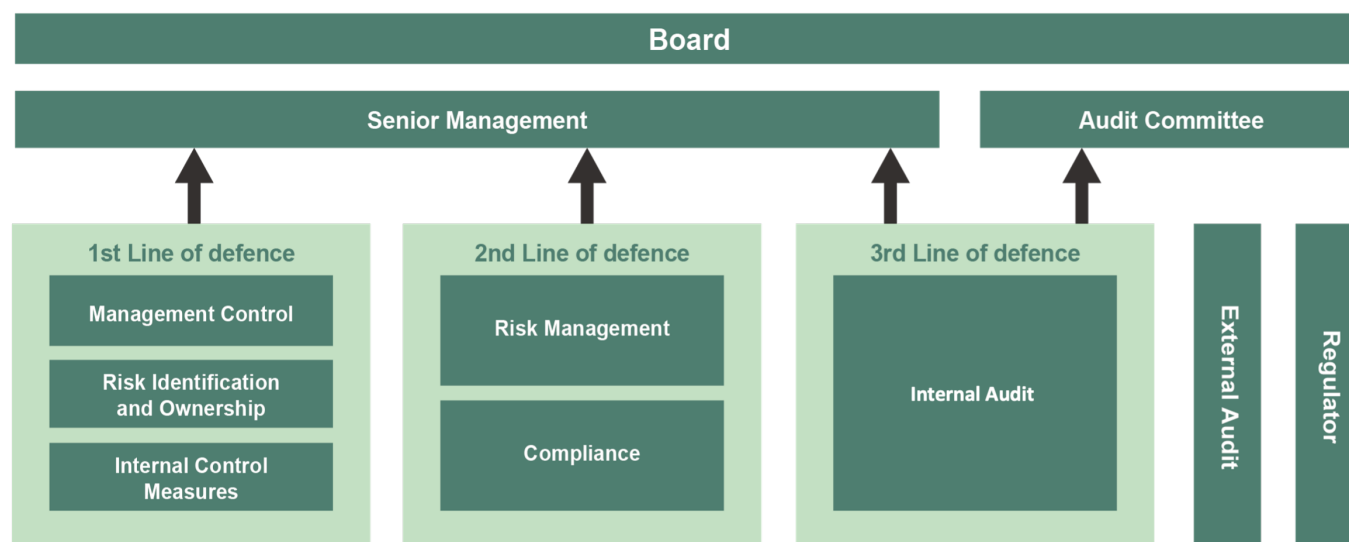 Board
Senior Management
Audit Committee
1st Line of defence
Management Control
Risk Identification
and Ownership
Internal Control
Measures
2nd Line of defence
Risk Management
Compliance
3rd Line of defence
Internal Audit
External Audit
Regulator